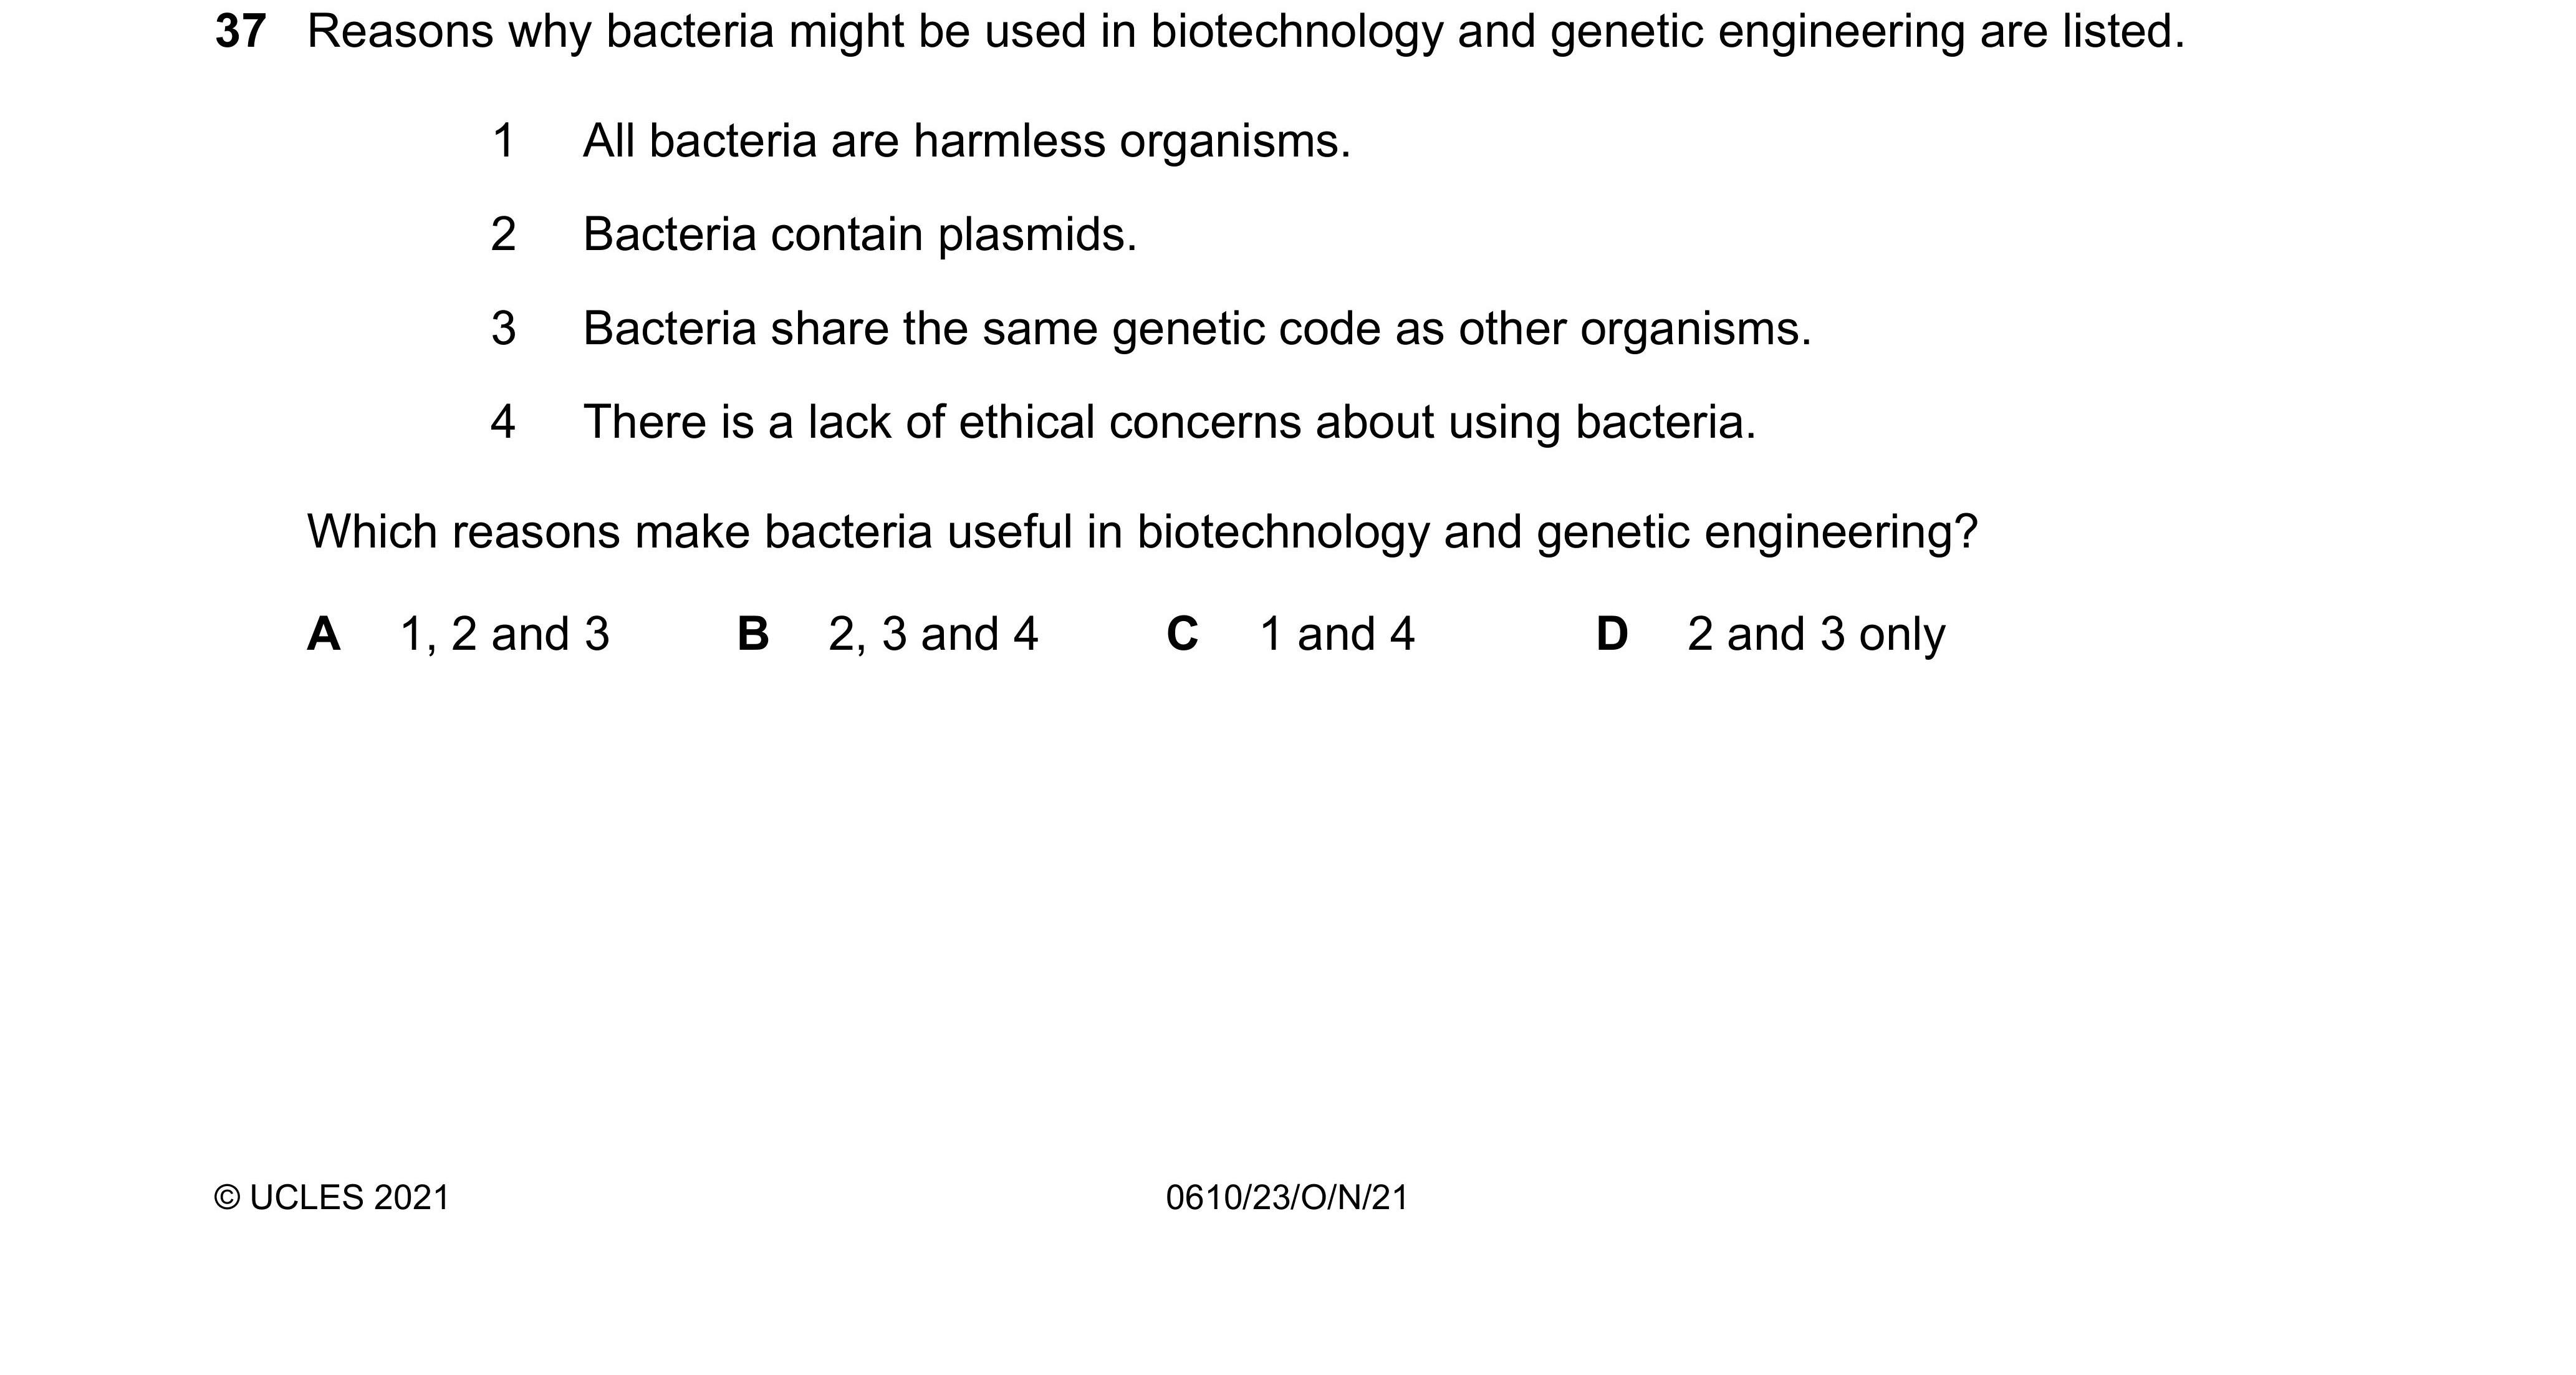 37 Reasons why bacteria might be used in biotechnology and genetic engineering are listed.
1 All bacteria are harmless organisms.
2 Bacteria contain plasmids.
3 Bacteria share the same genetic code as other organisms.
4 There is a lack of ethical concerns about using bacteria.
Which reasons make bacteria useful in biotechnology and genetic engineering?
A 1, 2 and 3 B 2, 3 and 4 C 1 and 4 D 2 and 3 only
© UCLES 2021 0610/23/O/N/21